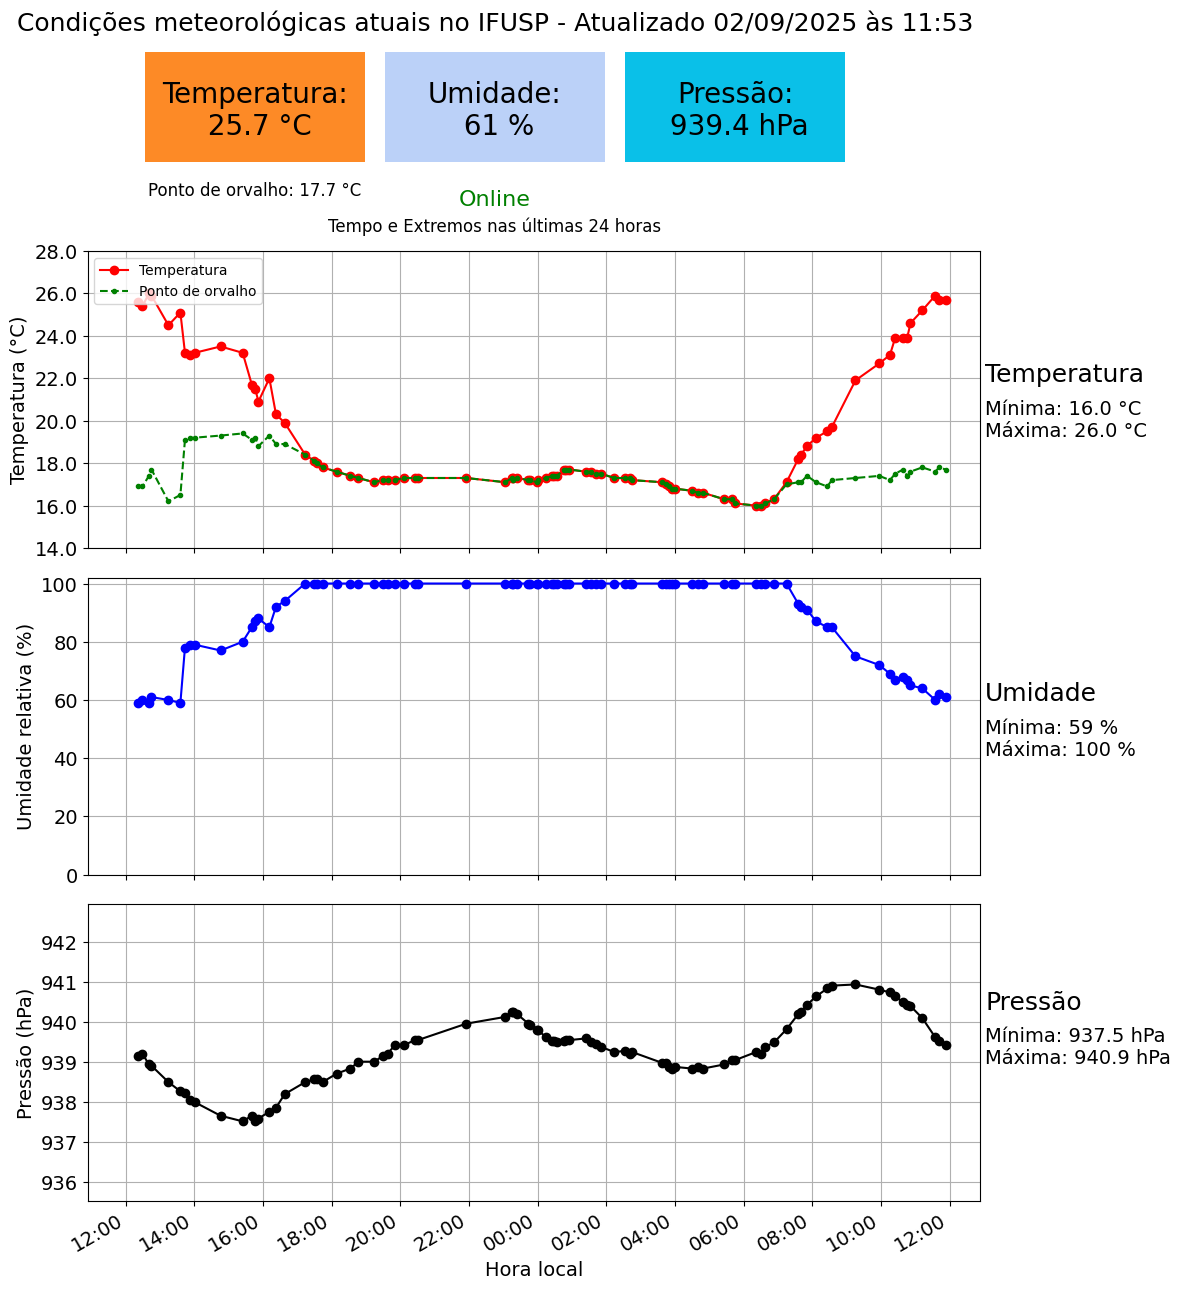 Condições meteorológicas atuais no IFUSP - Atualizado 02/09/2025 às 11:53
Temperatura:
25.7 °C
Umidade:
61 %
Pressão:
939.4 hPa
Ponto de orvalho: 17.7 °C
Online
Tempo e Extremos nas últimas 24 horas
Temperatura
Ponto de orvalho
Temperatura (°C)
28.0
26.0
24.0
22.0
20.0
18.0
16.0
14.0
Temperatura
Mínima: 16.0 °C
Máxima: 26.0 °C
Umidade relativa (%)
100
80
60
40
20
0
Umidade
Mínima: 59 %
Máxima: 100 %
Pressão (hPa)
942
941
940
939
938
937
936
Pressão
Mínima: 937.5 hPa
Máxima: 940.9 hPa
12:00 14:00 16:00 18:00 20:00 22:00 00:00 02:00 04:00 06:00 08:00 10:00 12:00
Hora local